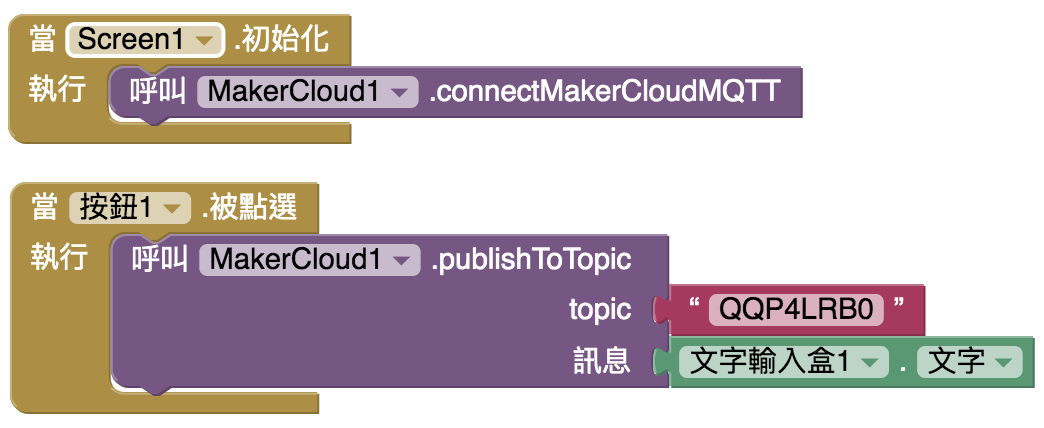 當 Screen1 .初始化
執行 呼叫 MakerCloud1 .connectMakerCloudMQTT
當 按鈕1 .被點選
執行 呼叫 MakerCloud1 .publishToTopic
topic “ QQP4LRB0 ”
訊息 文字輸入盒1 . 文字